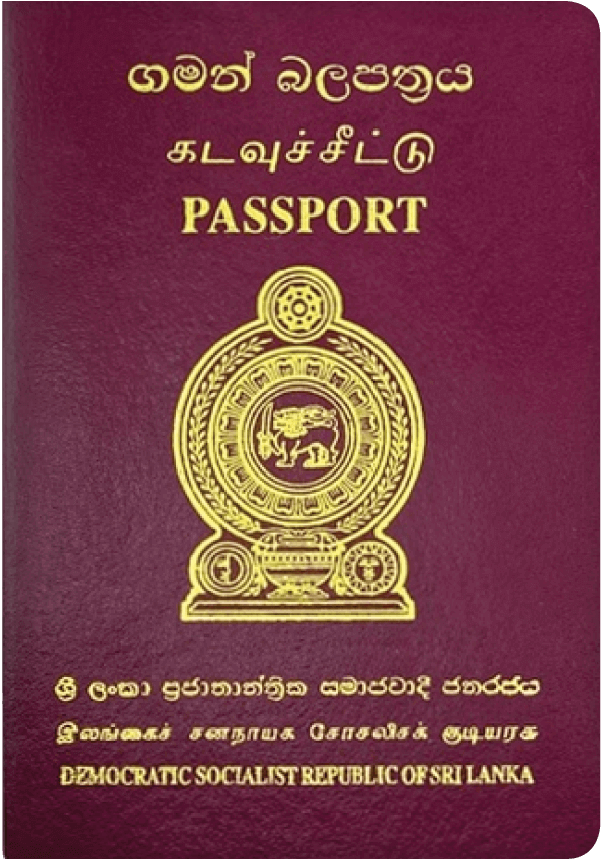 ගමන් බලපත්‍රය
கடவுச்சீட்டு
PASSPORT
ශ්‍රී ලංකා ප්‍රජාතාන්ත්‍රික සමාජවාදී ජනරජය
இலங்கைச் சனநாயக சோசலிசக் குடியரசு
DEMOCRATIC SOCIALIST REPUBLIC OF SRI LANKA